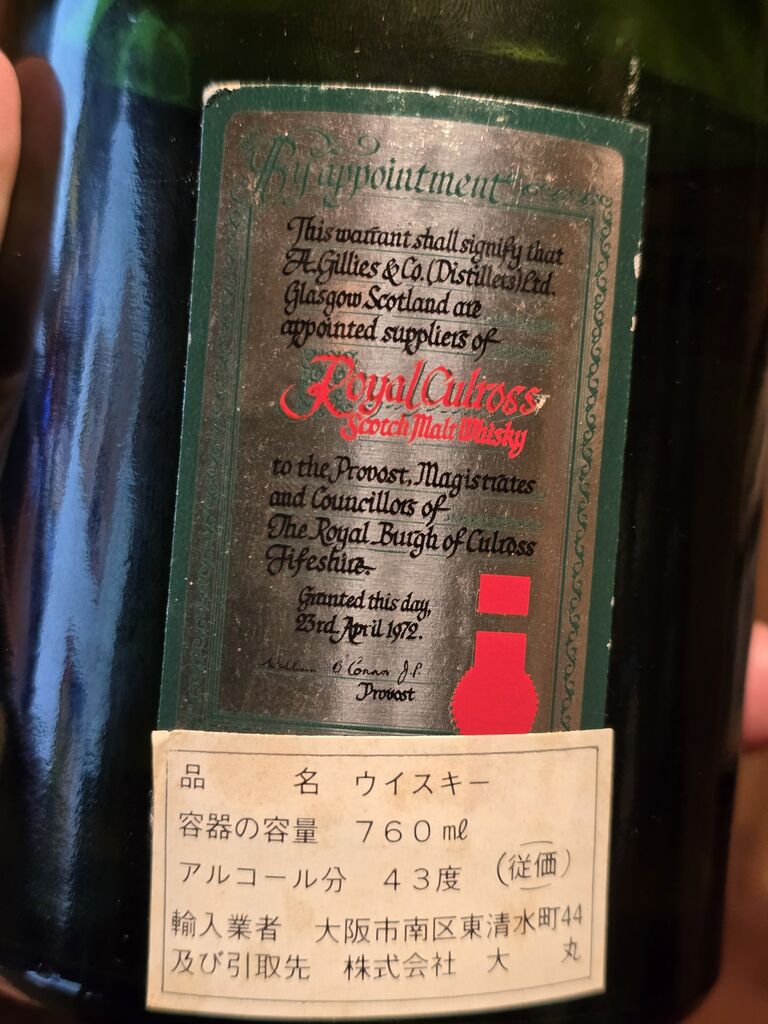 By appointment
This warrant shall signify that
A. Gillies & Co. (Distillers) Ltd.
Glasgow Scotland are
appointed suppliers of
Royal Culross
Scotch Malt Whisky
to the Provost, Magistrates
and Councillors of
The Royal Burgh of Culross
Fifeshire.
Granted this day,
23rd April 1972.
William O'Connor J.P.
Provost
品名 ウイスキー
容器の容量 760ml
アルコール分 43度 (従価)
輸入業者 大阪市南区東清水町44
及び引取先 株式会社 大丸